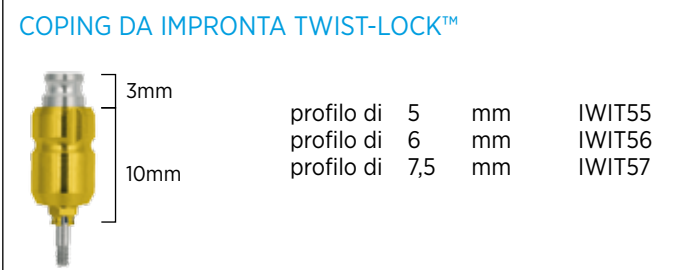 COPING DA IMPRONTA TWIST-LOCK™
3mm
10mm
profilo di 5 mm IWIT55
profilo di 6 mm IWIT56
profilo di 7,5 mm IWIT57